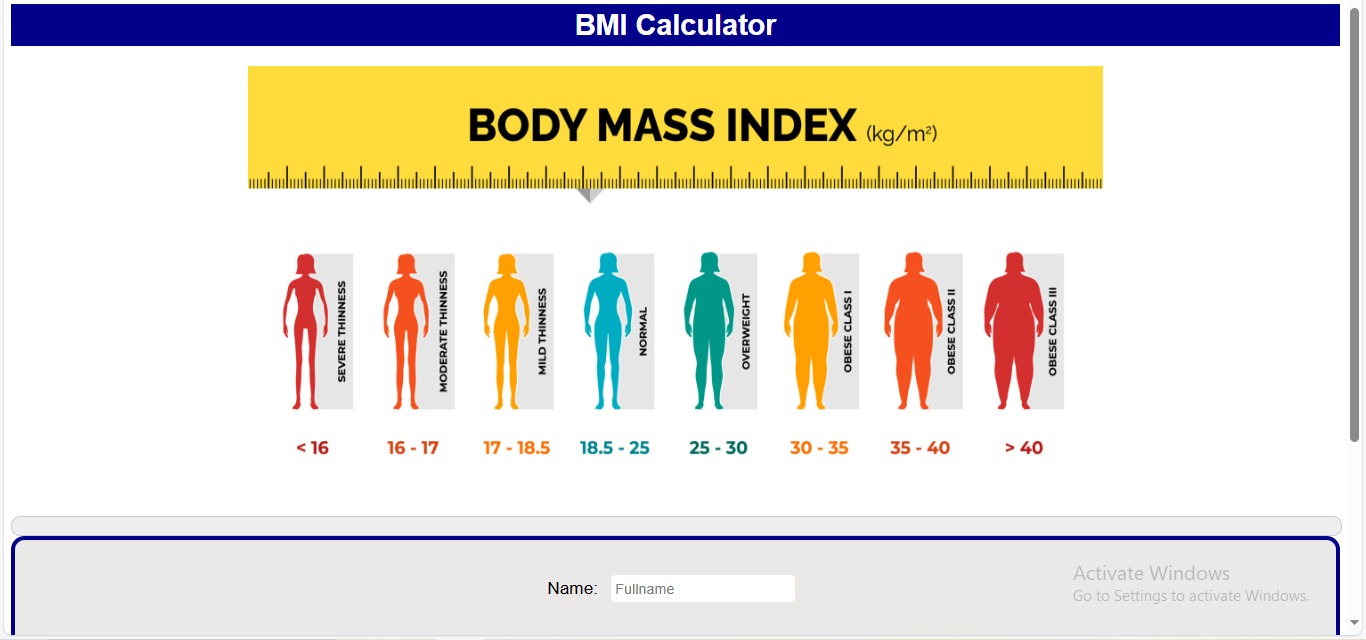 BMI Calculator
BODY MASS INDEX (kg/m²)
SEVERE THINNESS
MODERATE THINNESS
MILD THINNESS
NORMAL
OVERWEIGHT
OBESE CLASS I
OBESE CLASS II
OBESE CLASS III
< 16
16 - 17
17 - 18.5
18.5 - 25
25 - 30
30 - 35
35 - 40
> 40
Name: Fullname
Activate Windows
Go to Settings to activate Windows.